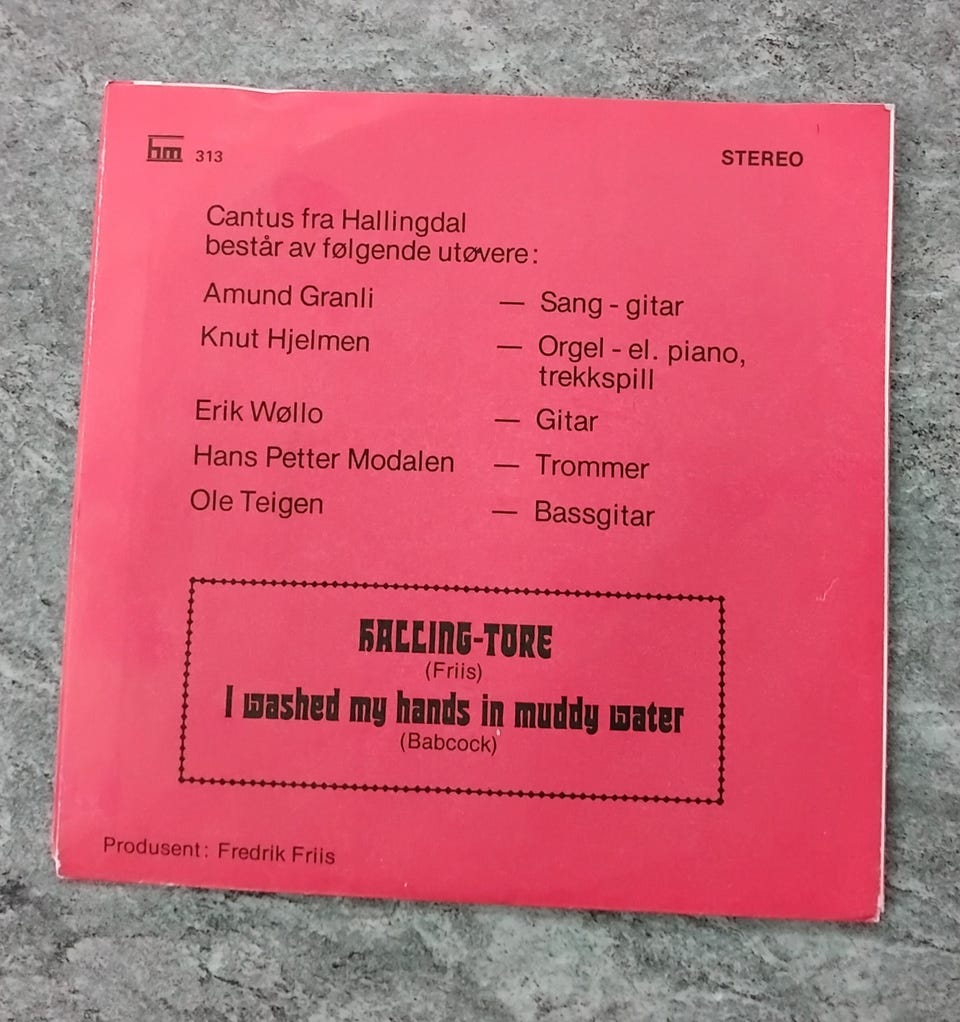 hm 313
STEREO
Cantus fra Hallingdal
består av følgende utøvere:
Amund Granli — Sang - gitar
Knut Hjelmen — Orgel - el. piano,
trekkspill
Erik Wøllo — Gitar
Hans Petter Modalen — Trommer
Ole Teigen — Bassgitar
HALLING-TORE
(Friis)
I washed my hands in muddy water
(Babcock)
Produsent: Fredrik Friis